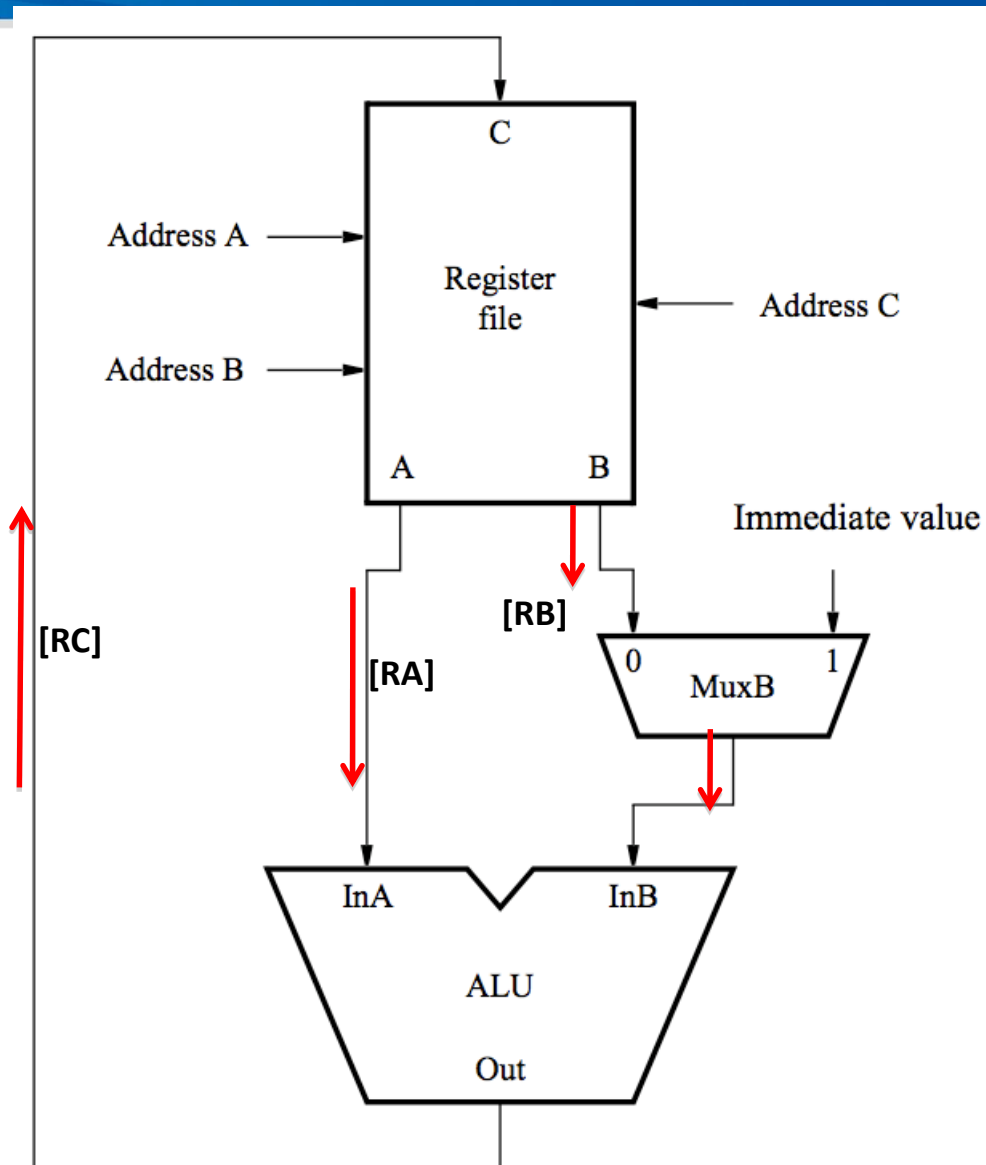 C
Address A
Register
file
Address C
Address B
A
B
Immediate value
[RB]
[RC]
[RA]
0
1
MuxB
InA
InB
ALU
Out